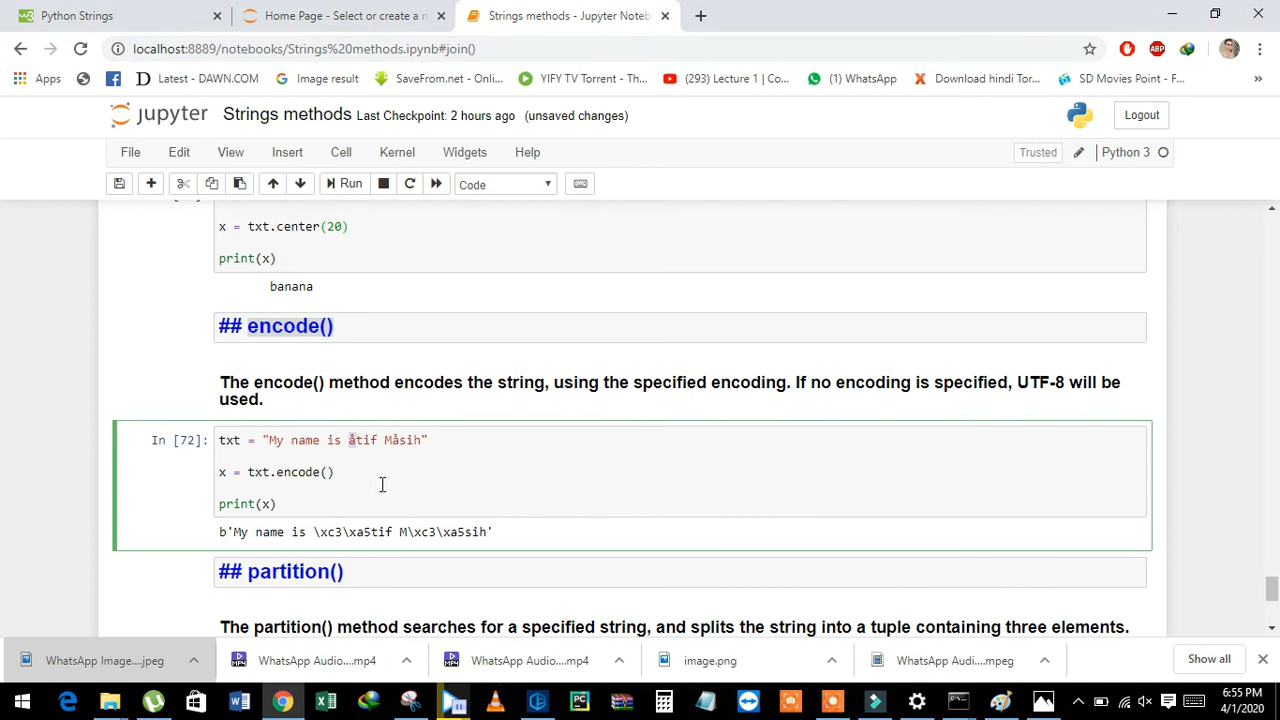 Python Strings
Home Page - Select or create a n
Strings methods - Jupyter Noteb
localhost:8889/notebooks/Strings%20methods.ipynb#join()
Apps
Latest - DAWN.COM
Image result
SaveFrom.net - Onli...
YIFY TV Torrent - Th...
(293) Lecture 1 | Co...
(1) WhatsApp
Download hindi Tor...
SD Movies Point - F...
»
jupyter
Strings methods Last Checkpoint: 2 hours ago (unsaved changes)
Logout
File Edit View Insert Cell Kernel Widgets Help
Trusted
Python 3
Run
Code
x = txt.center(20)
print(x)
banana
## encode()
The encode() method encodes the string, using the specified encoding. If no encoding is specified, UTF-8 will be
used.
In [72]: txt = "My name is åtif Måsih"
x = txt.encode()
print(x)
b'My name is \xc3\xa5tif M\xc3\xa5sih'
## partition()
The partition() method searches for a specified string, and splits the string into a tuple containing three elements.
WhatsApp Image....jpeg
WhatsApp Audio....mp4
WhatsApp Audio....mp4
image.png
WhatsApp Audi....mpeg
Show all
6:55 PM
4/1/2020